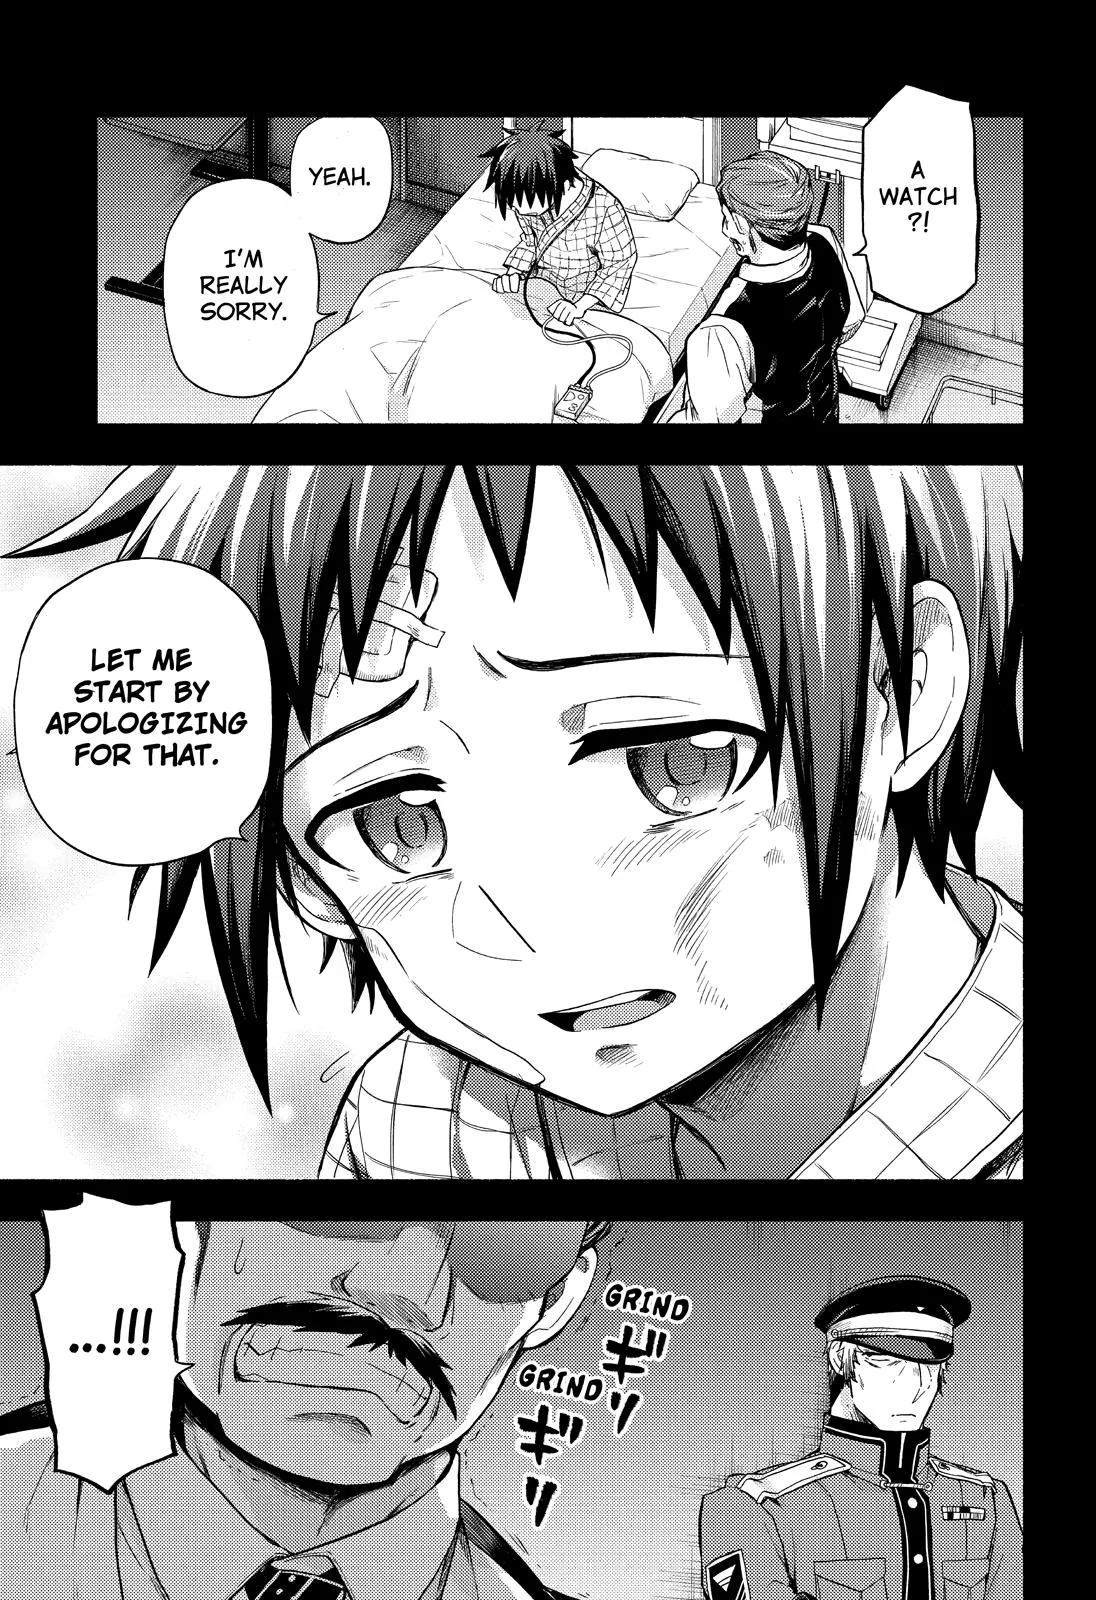 A
WATCH
?!
YEAH.
I'M
REALLY
SORRY.
LET ME
START BY
APOLOGIZING
FOR THAT.
GRIND
ギリ
GRIND
ギリ
...!!!